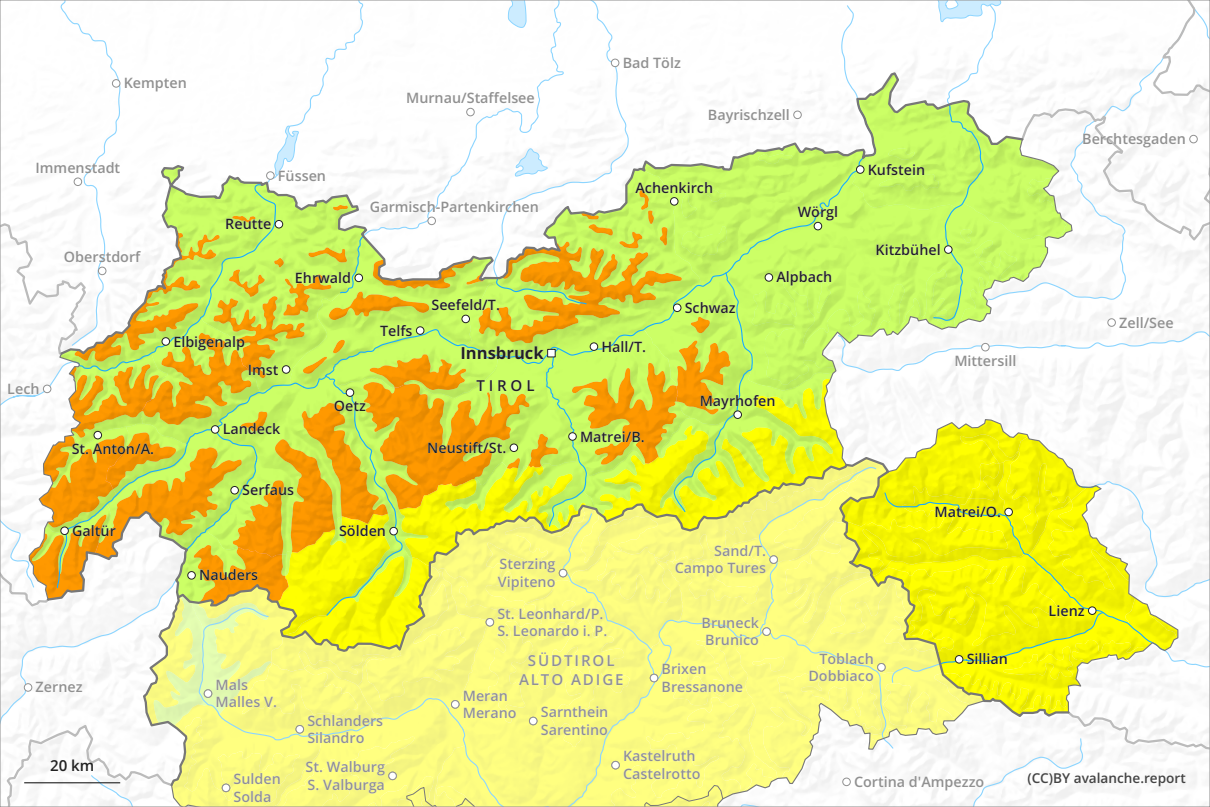 Kempten
Bad Tölz
Murnau/Staffelsee
Bayrischzell
Berchtesgaden
Immenstadt
Füssen
Kufstein
Achenkirch
Garmisch-Partenkirchen
Wörgl
Reutte
Kitzbühel
Oberstdorf
Ehrwald
Alpbach
Seefeld/T.
Schwaz
Zell/See
Telfs
Elbigenalp
Innsbruck
Hall/T.
Mittersill
Imst
TIROL
Lech
Oetz
Mayrhofen
Landeck
Matrei/B.
St. Anton/A.
Neustift/St.
Serfaus
Matrei/O.
Galtür
Sölden
Sand/T.
Campo Tures
Sterzing
Vipiteno
Nauders
St. Leonhard/P.
S. Leonardo i. P.
Lienz
Bruneck
Brunico
SÜDTIROL
ALTO ADIGE
Toblach
Dobbiaco
Sillian
Brixen
Bressanone
Zernez
Mals
Malles V.
Meran
Merano
Sarnthein
Sarentino
Schlanders
Silandro
Kastelruth
Castelrotto
St. Walburg
S. Valburga
Sulden
Solda
Cortina d'Ampezzo
20 km
(CC)BY avalanche.report